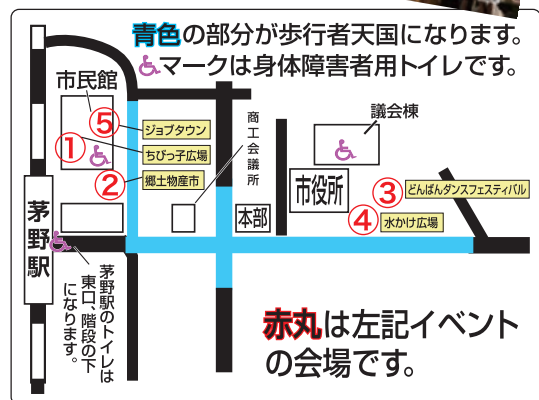 青色の部分が歩行者天国になります。
マークは身体障害者用トイレです。
市民館
⑤
ジョブタウン
①
ちびっ子広場
②
郷土物産市
商工会議所
議会棟
市役所
③
どんばんダンスフェスティバル
④
水かけ広場
本部
茅野駅
茅野駅のトイレは
東口、階段の下
になります。
赤丸は左記イベント
の会場です。